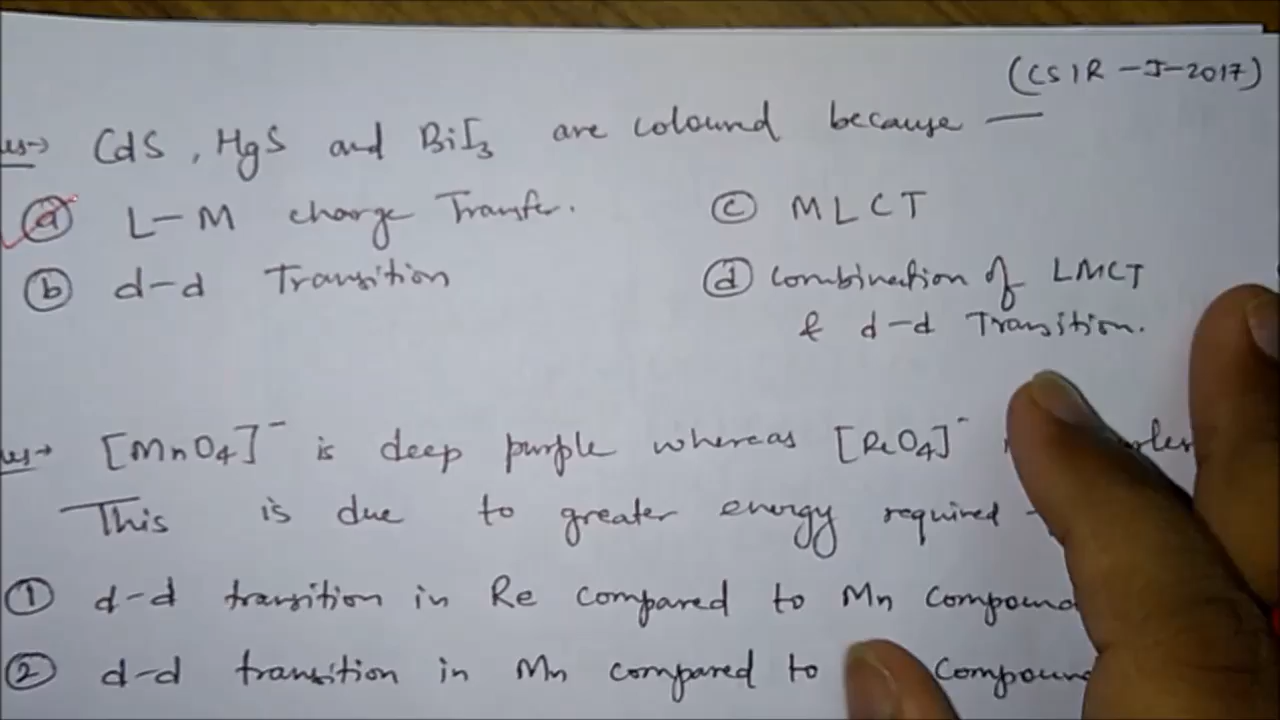 (CSIR -J-2017)
CdS, HgS and BiI3 are colound because —
ⓐ L-M charge Transfer.
ⓑ d-d Transition
ⓒ MLCT
ⓓ combination of LMCT
& d-d Transition.
[MnO4]⁻ is deep purple whereas [ReO4]⁻
This is due to greater energy required
① d-d transition in Re compared to Mn
② d-d transition in Mn compared to